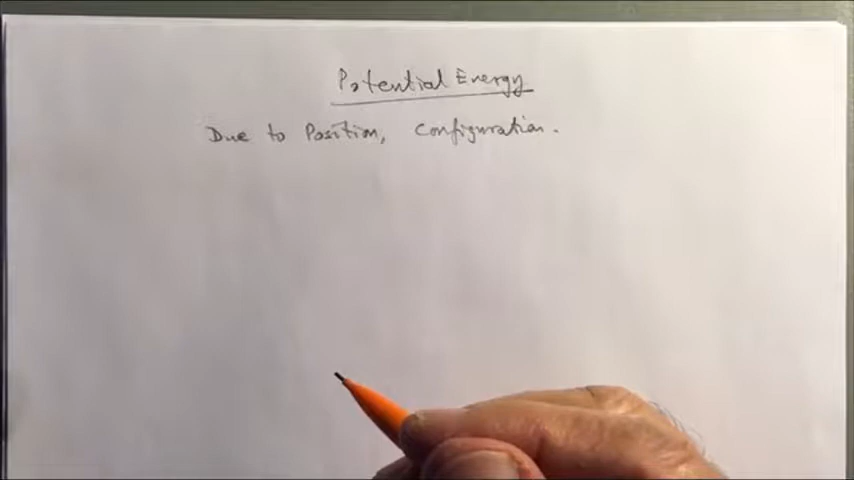 Potential Energy
Due to Position, Configuration.